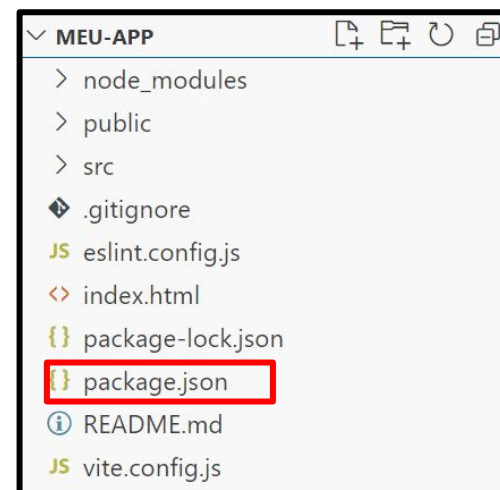 MEU-APP
node_modules
public
src
.gitignore
JS eslint.config.js
<> index.html
{} package-lock.json
{} package.json
README.md
JS vite.config.js